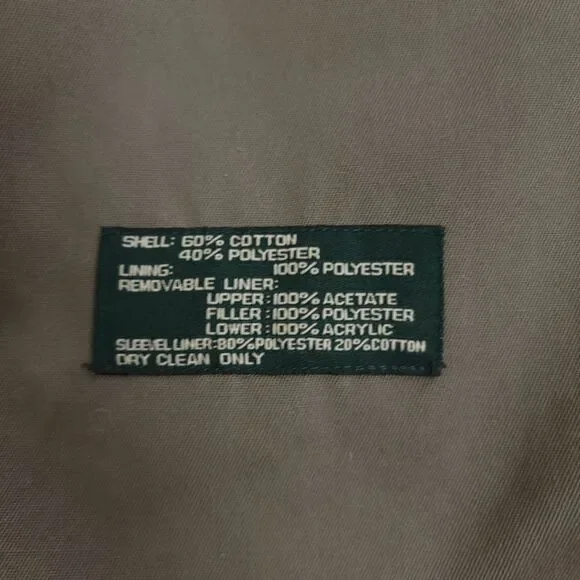 SHELL: 60% COTTON
40% POLYESTER
LINING: 100% POLYESTER
REMOVABLE LINER:
UPPER: 100% ACETATE
FILLER: 100% POLYESTER
LOWER: 100% ACRYLIC
SLEEVEL LINER: 80% POLYESTER 20% COTTON
DRY CLEAN ONLY